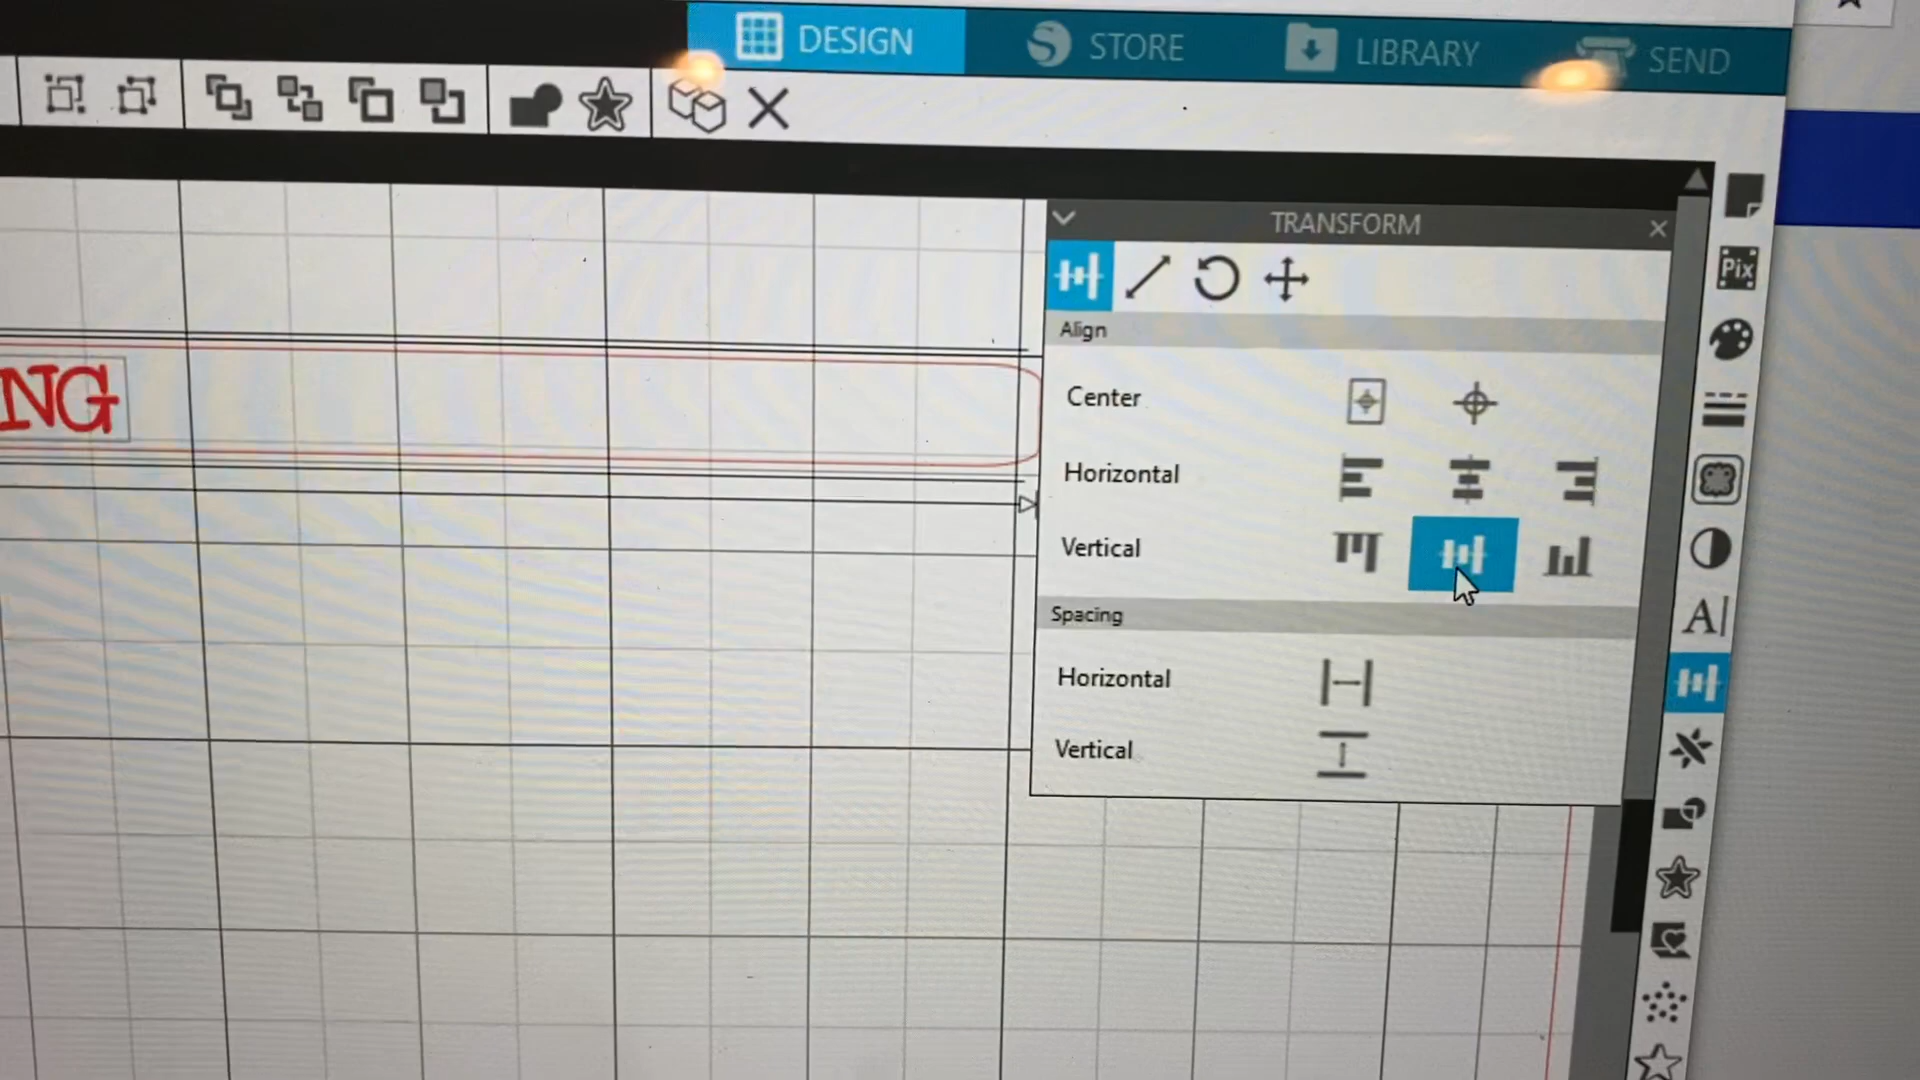 DESIGN
STORE
LIBRARY
SEND
TRANSFORM
Pix
Align
NG
Center
Horizontal
Vertical
A
Spacing
Horizontal
Vertical